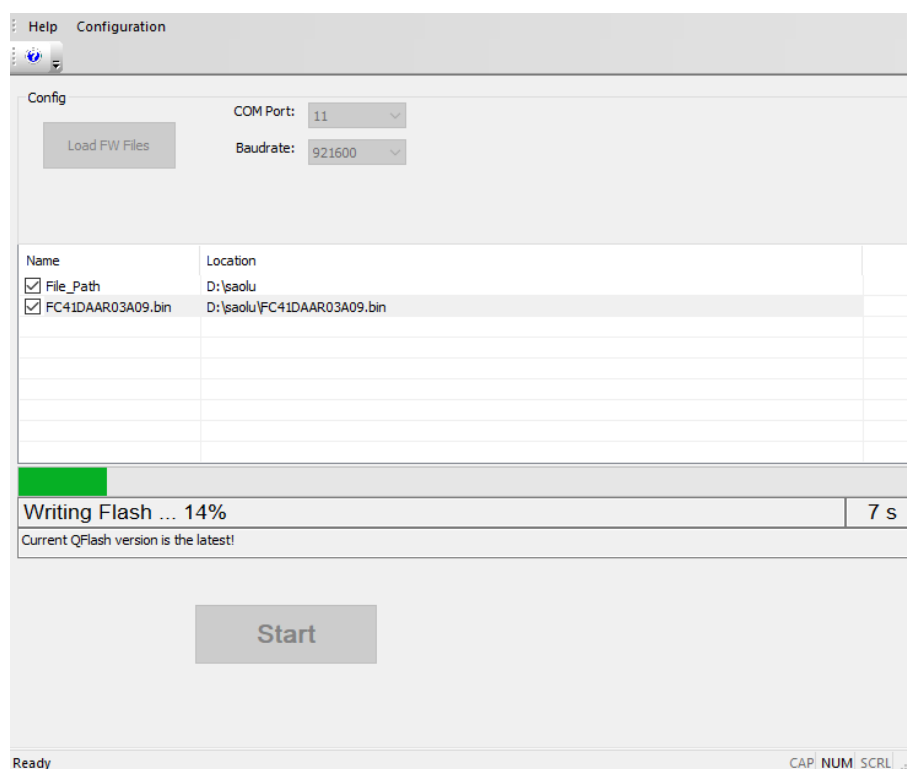 Help Configuration
Config
COM Port: 11
Load FW Files
Baudrate: 921600
Name Location
File_Path D:\saolu
FC41DAAR03A09.bin D:\saolu\FC41DAAR03A09.bin
Writing Flash ... 14% 7 s
Current QFlash version is the latest!
Start
Ready CAP NUM SCRL